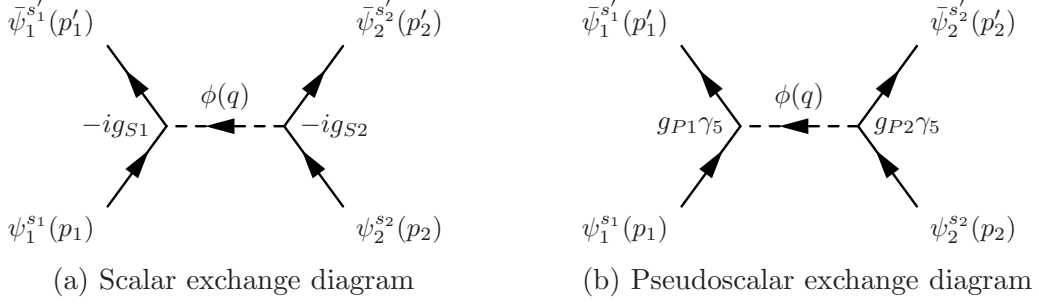 ψ̄₁^{s′₁}(p′₁) ψ̄₂^{s′₂}(p′₂) ψ̄₁^{s′₁}(p′₁) ψ̄₂^{s′₂}(p′₂)
ϕ(q) ϕ(q)
−ig_{S1} −ig_{S2} g_{P1}γ₅ g_{P2}γ₅
ψ₁^{s₁}(p₁) ψ₂^{s₂}(p₂) ψ₁^{s₁}(p₁) ψ₂^{s₂}(p₂)
(a) Scalar exchange diagram (b) Pseudoscalar exchange diagram